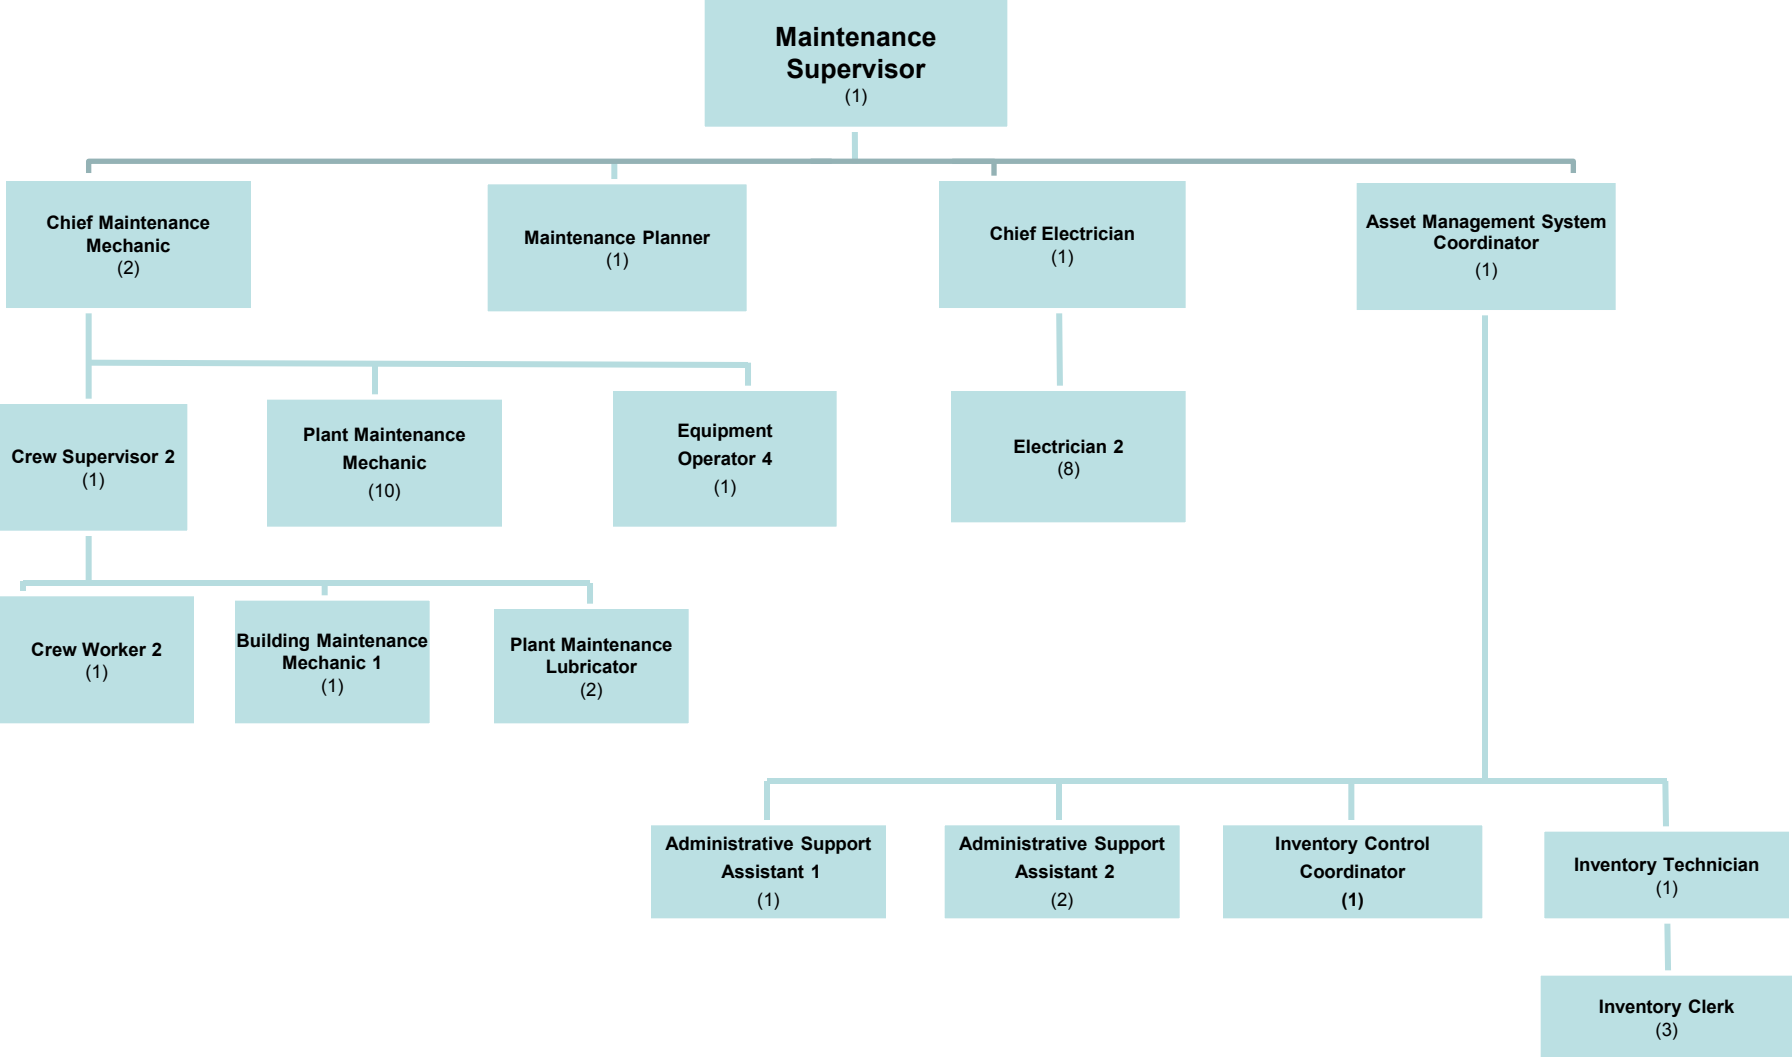 Maintenance
Supervisor
(1)
Chief Maintenance
Mechanic
(2)
Maintenance Planner
(1)
Chief Electrician
(1)
Asset Management System
Coordinator
(1)
Crew Supervisor 2
(1)
Plant Maintenance
Mechanic
(10)
Equipment
Operator 4
(1)
Electrician 2
(8)
Crew Worker 2
(1)
Building Maintenance
Mechanic 1
(1)
Plant Maintenance
Lubricator
(2)
Administrative Support
Assistant 1
(1)
Administrative Support
Assistant 2
(2)
Inventory Control
Coordinator
(1)
Inventory Technician
(1)
Inventory Clerk
(3)